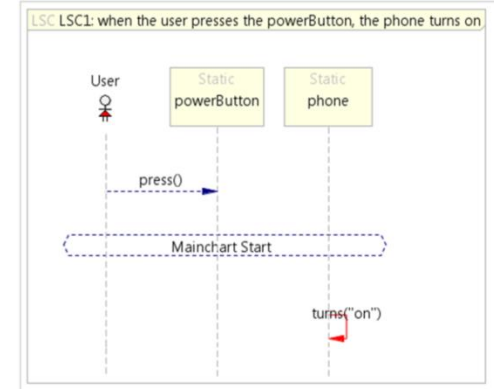 LSC LSC1: when the user presses the powerButton, the phone turns on
User
Static
powerButton
Static
phone
press()
Mainchart Start
turns("on")